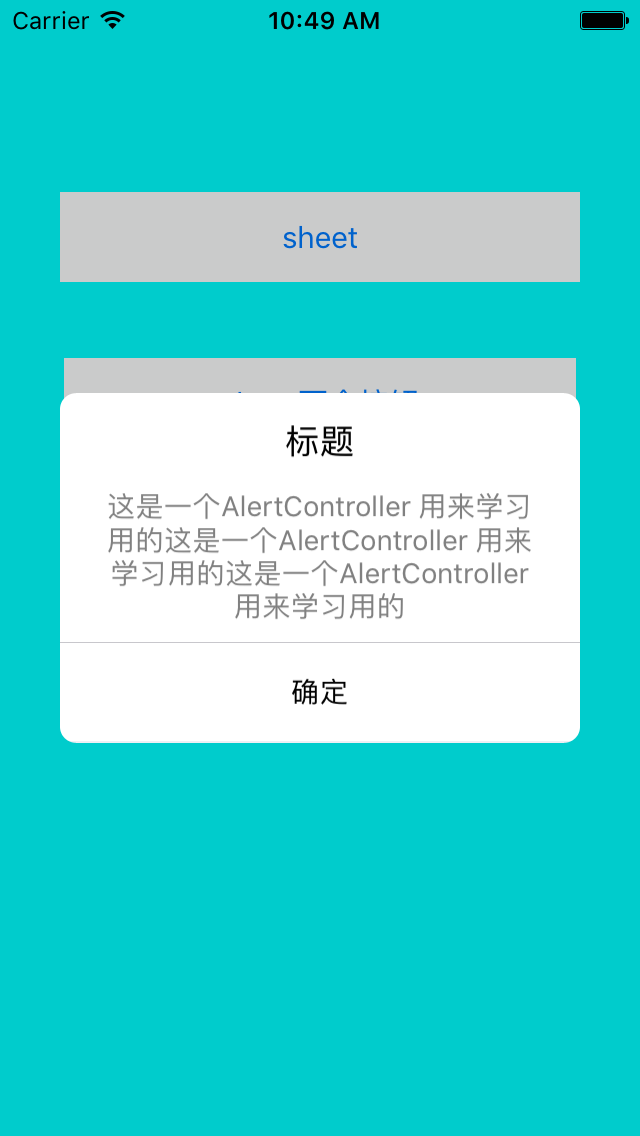 Carrier
10:49 AM
sheet
标题
这是一个AlertController 用来学习
用的这是一个AlertController 用来
学习用的这是一个AlertController
用来学习用的
确定